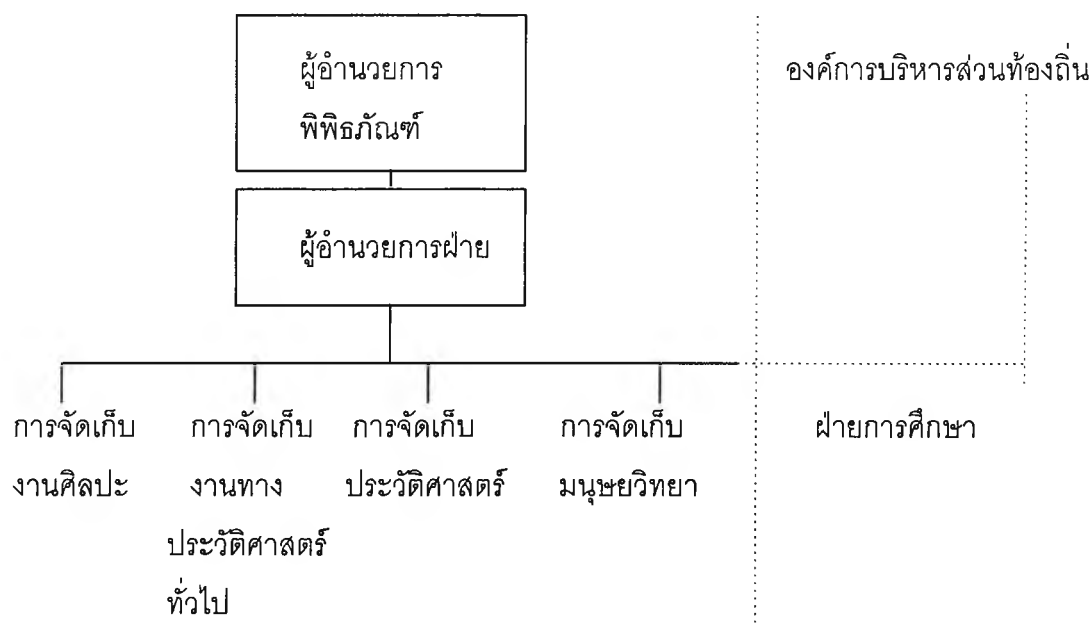 ผู้อำนวยการ
พิพิธภัณฑ์
องค์การบริหารส่วนท้องถิ่น
ผู้อำนวยการฝ่าย
การจัดเก็บ
งานศิลปะ
การจัดเก็บ
งานทาง
ประวัติศาสตร์
ทั่วไป
การจัดเก็บ
ประวัติศาสตร์
การจัดเก็บ
มนุษยวิทยา
ฝ่ายการศึกษา